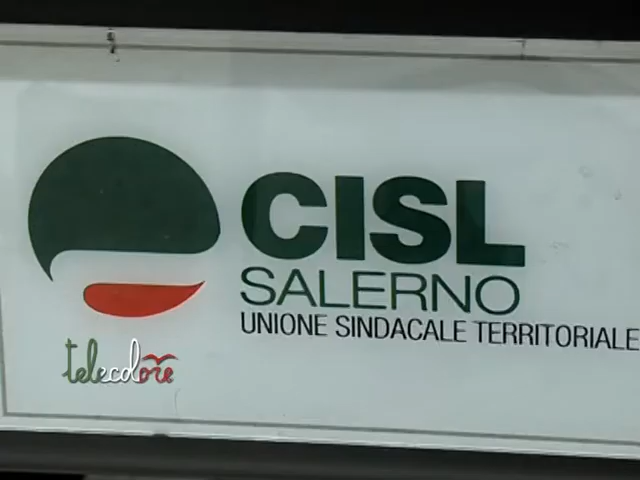 CISL
SALERNO
UNIONE SINDACALE TERRITORIALE
telecolore